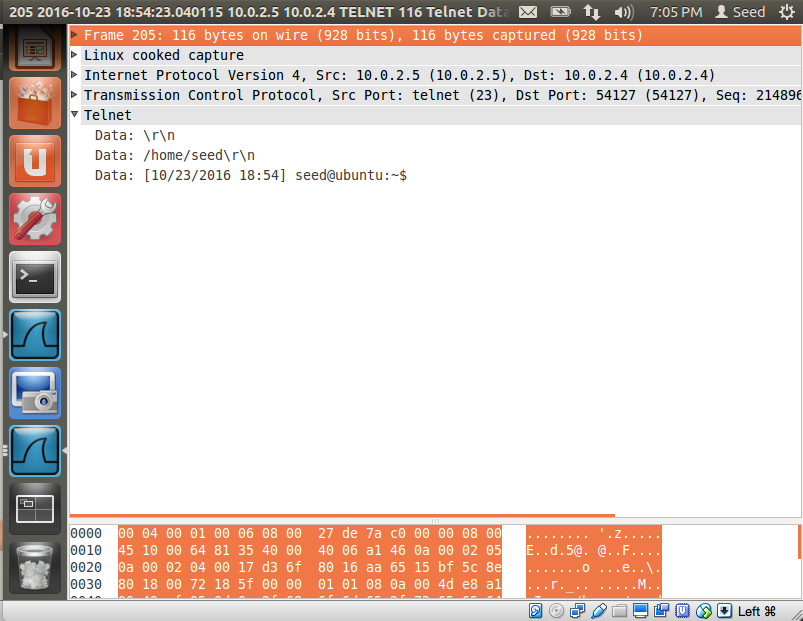 205 2016-10-23 18:54:23.040115 10.0.2.5 10.0.2.4 TELNET 116 Telnet Data 7:05 PM Seed
Frame 205: 116 bytes on wire (928 bits), 116 bytes captured (928 bits)
Linux cooked capture
Internet Protocol Version 4, Src: 10.0.2.5 (10.0.2.5), Dst: 10.0.2.4 (10.0.2.4)
Transmission Control Protocol, Src Port: telnet (23), Dst Port: 54127 (54127), Seq: 214896
Telnet
Data: \r\n
Data: /home/seed\r\n
Data: [10/23/2016 18:54] seed@ubuntu:~$
0000 00 04 00 01 00 06 08 00 27 de 7a c0 00 00 08 00 ........ '.z.....
0010 45 10 00 64 81 35 40 00 40 06 a1 46 0a 00 02 05 E..d.5@. @..F....
0020 0a 00 02 04 00 17 d3 6f 80 16 aa 65 15 bf 5c 8e .......o ...e..\.
0030 80 18 00 72 18 5f 00 00 01 01 08 0a 00 4d e8 a1 ...r._.. .....M..
Left ⌘